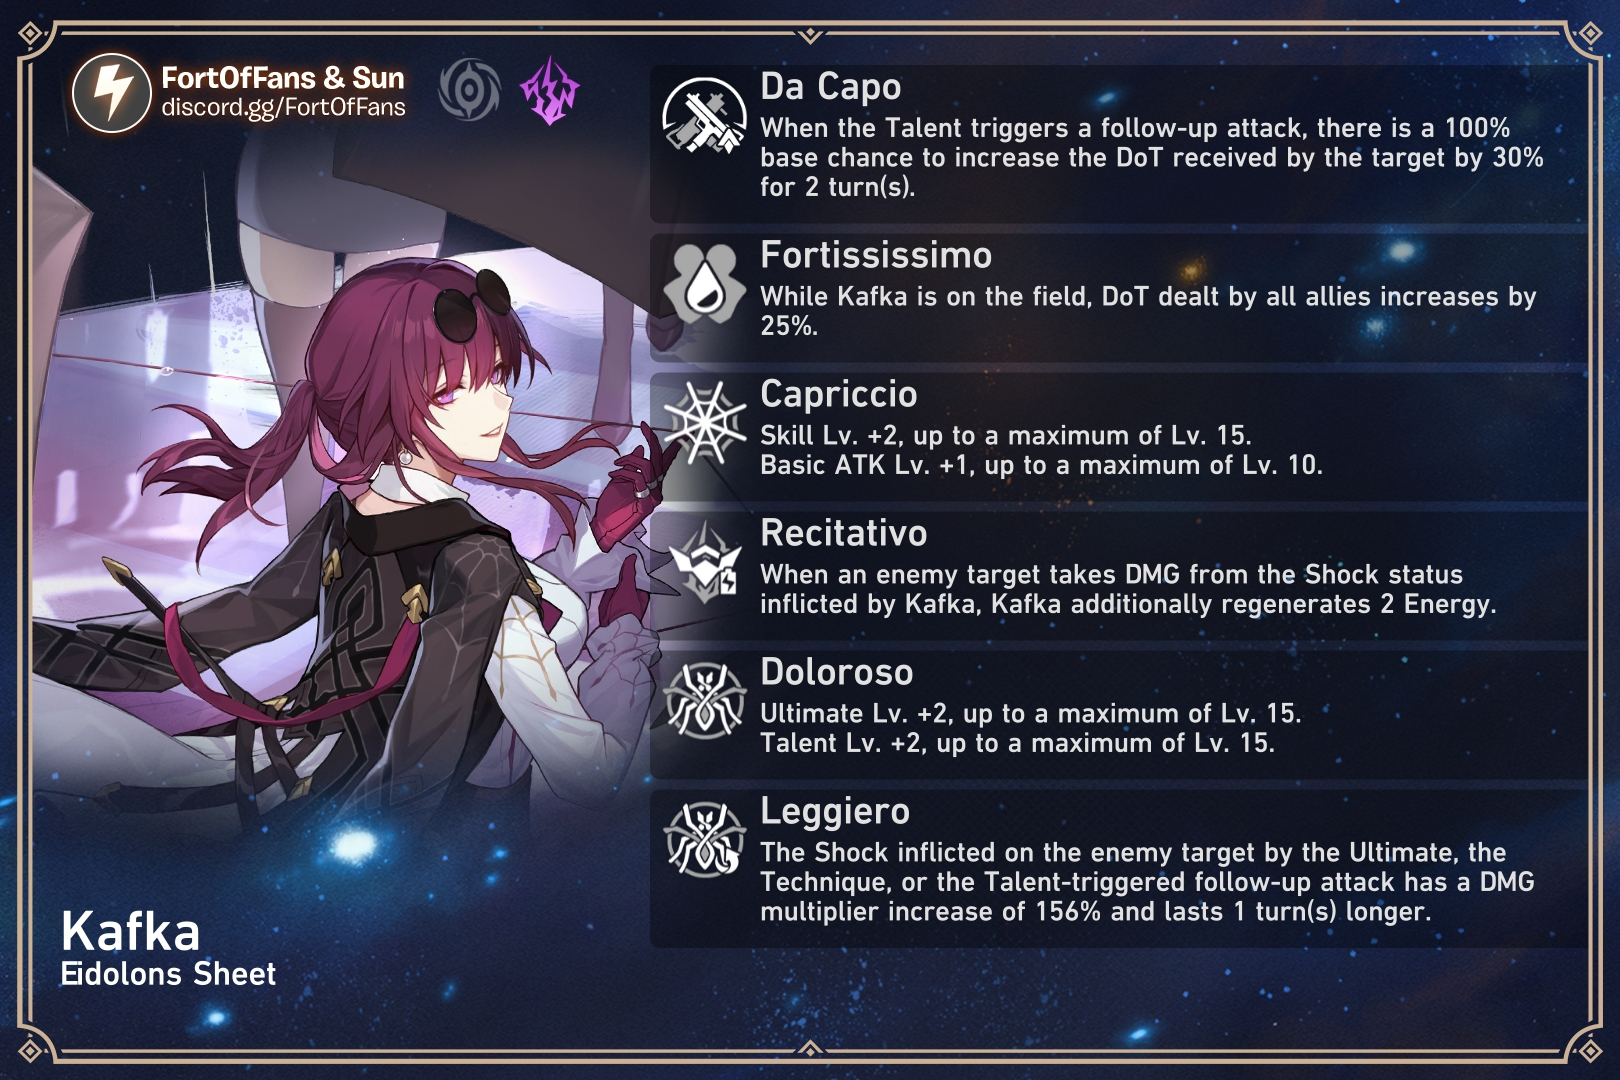 FortOfFans & Sun
discord.gg/FortOfFans
Da Capo
When the Talent triggers a follow-up attack, there is a 100%
base chance to increase the DoT received by the target by 30%
for 2 turn(s).
Fortississimo
While Kafka is on the field, DoT dealt by all allies increases by
25%.
Capriccio
Skill Lv. +2, up to a maximum of Lv. 15.
Basic ATK Lv. +1, up to a maximum of Lv. 10.
Recitativo
When an enemy target takes DMG from the Shock status
inflicted by Kafka, Kafka additionally regenerates 2 Energy.
Doloroso
Ultimate Lv. +2, up to a maximum of Lv. 15.
Talent Lv. +2, up to a maximum of Lv. 15.
Leggiero
The Shock inflicted on the enemy target by the Ultimate, the
Technique, or the Talent-triggered follow-up attack has a DMG
multiplier increase of 156% and lasts 1 turn(s) longer.
Kafka
Eidolons Sheet